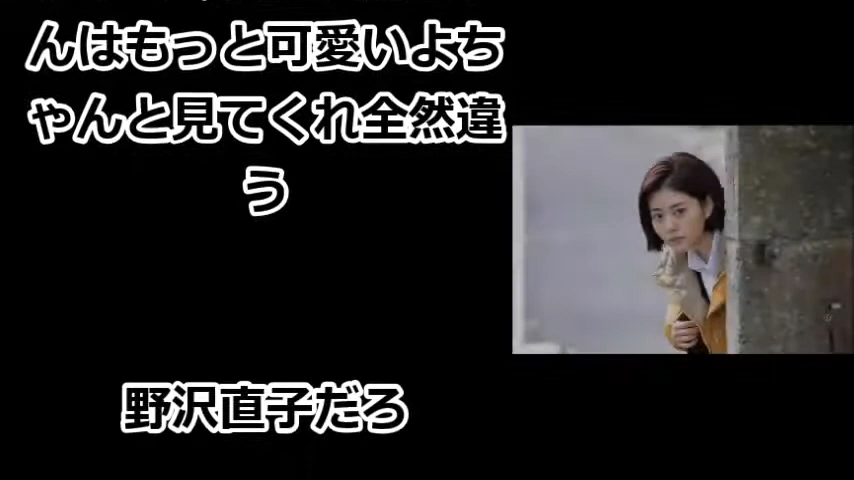 んはもっと可愛いよち
ゃんと見てくれ全然違
う
野沢直子だろ